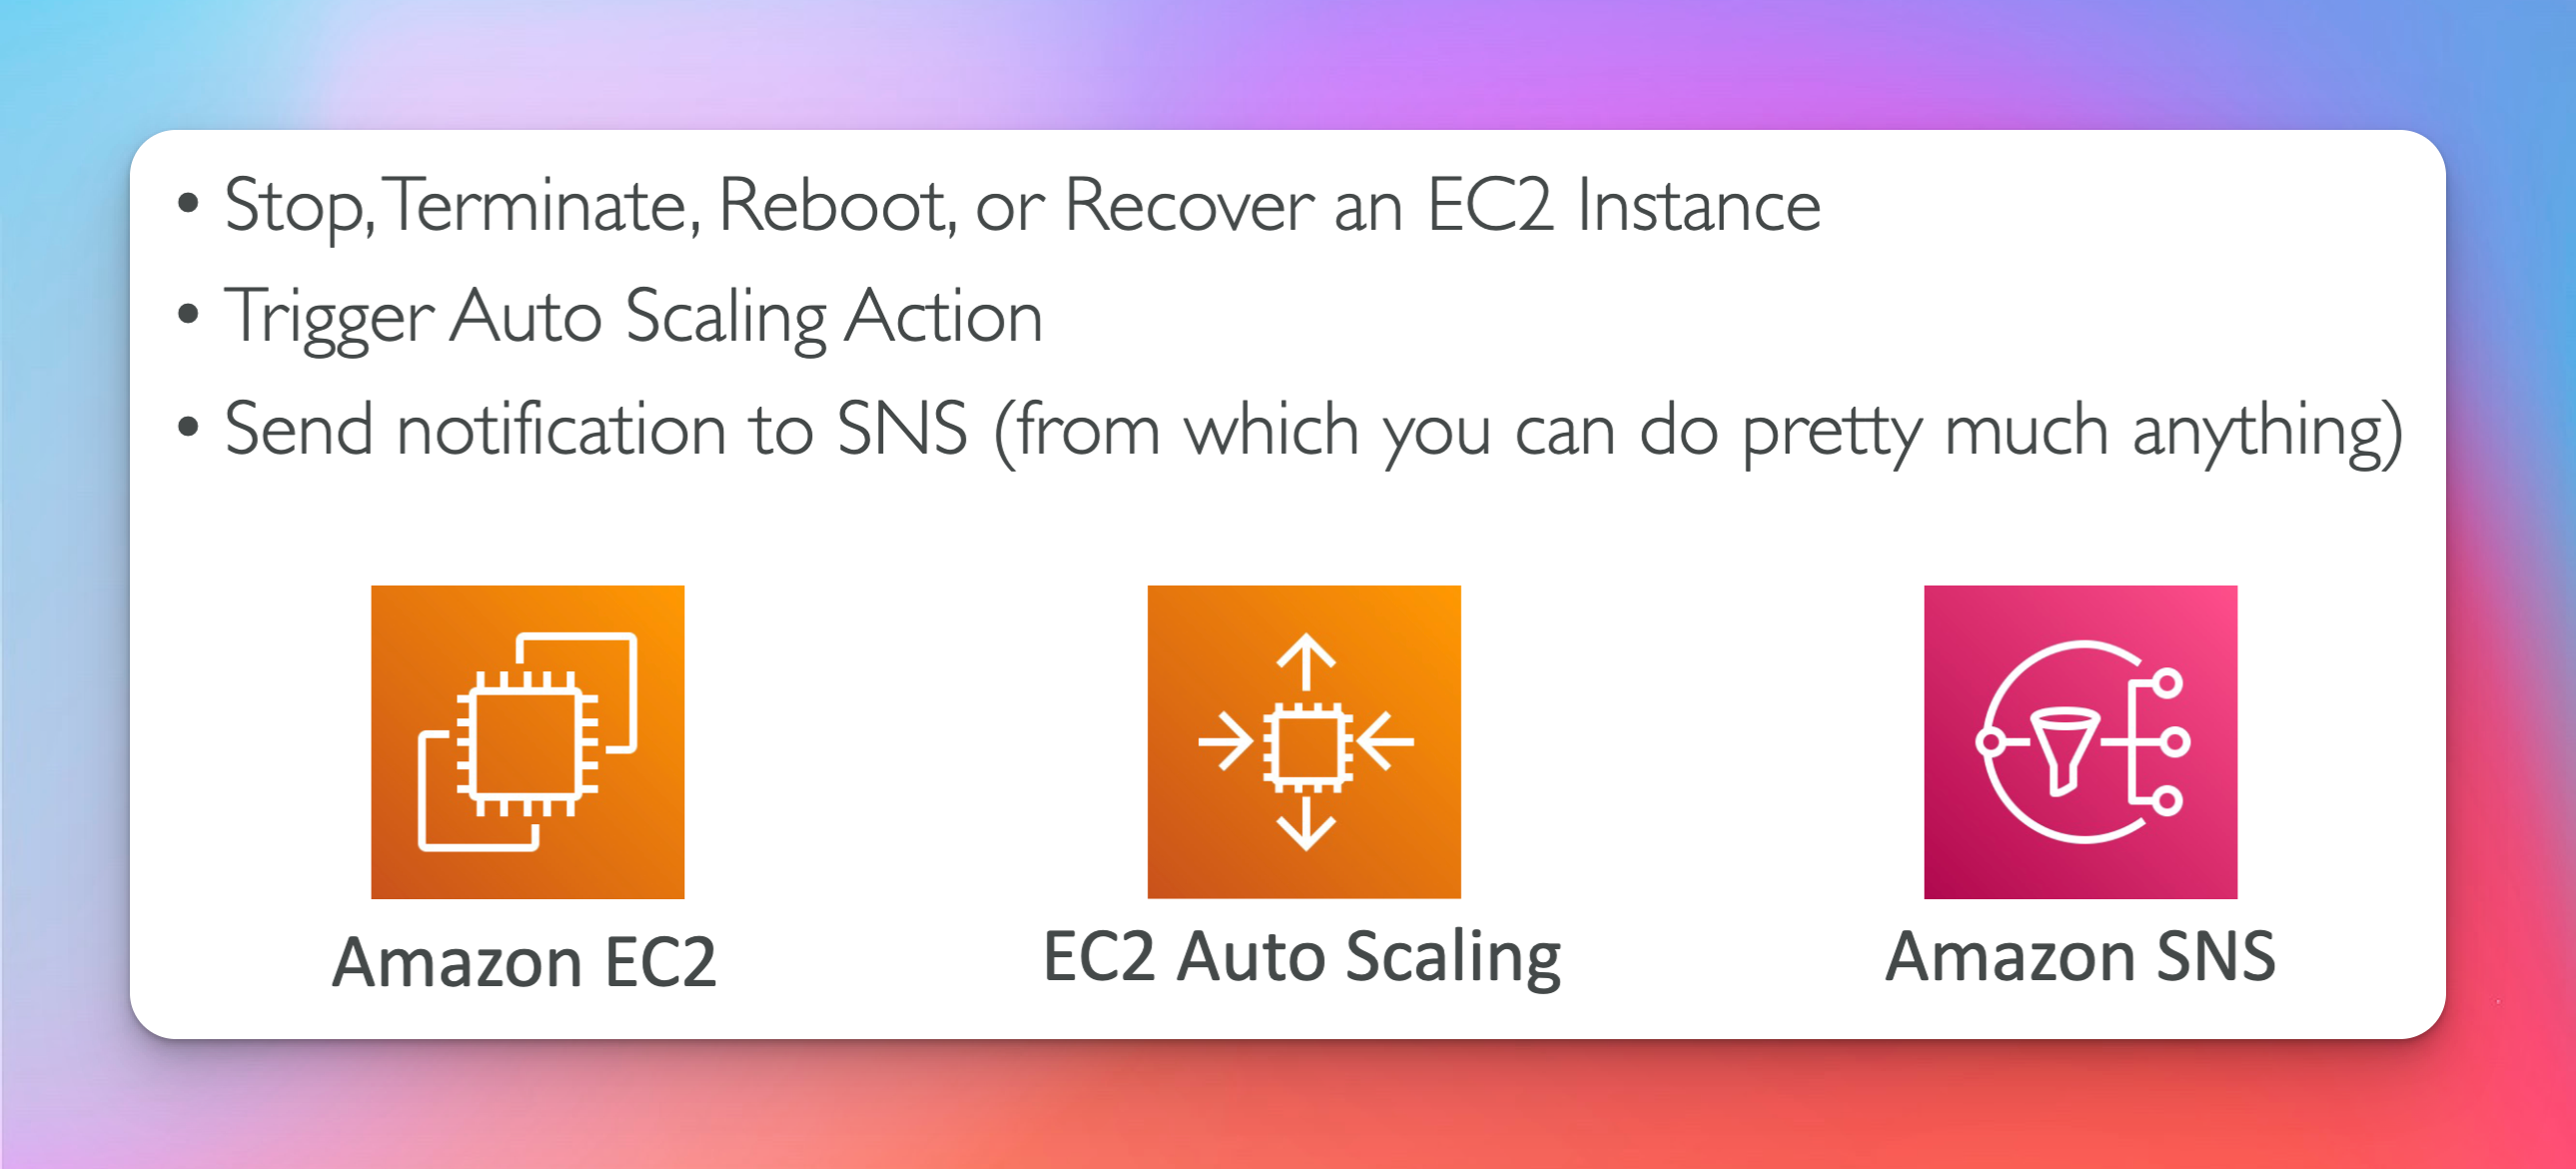 • Stop, Terminate, Reboot, or Recover an EC2 Instance
• Trigger Auto Scaling Action
• Send notification to SNS (from which you can do pretty much anything)
Amazon EC2
EC2 Auto Scaling
Amazon SNS